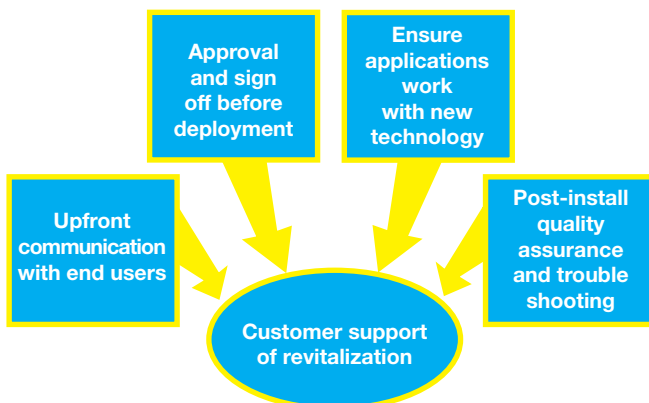 Upfront
communication
with end users
Approval
and sign
off before
deployment
Ensure
applications
work
with new
technology
Post-install
quality
assurance
and trouble
shooting
Customer support
of revitalization